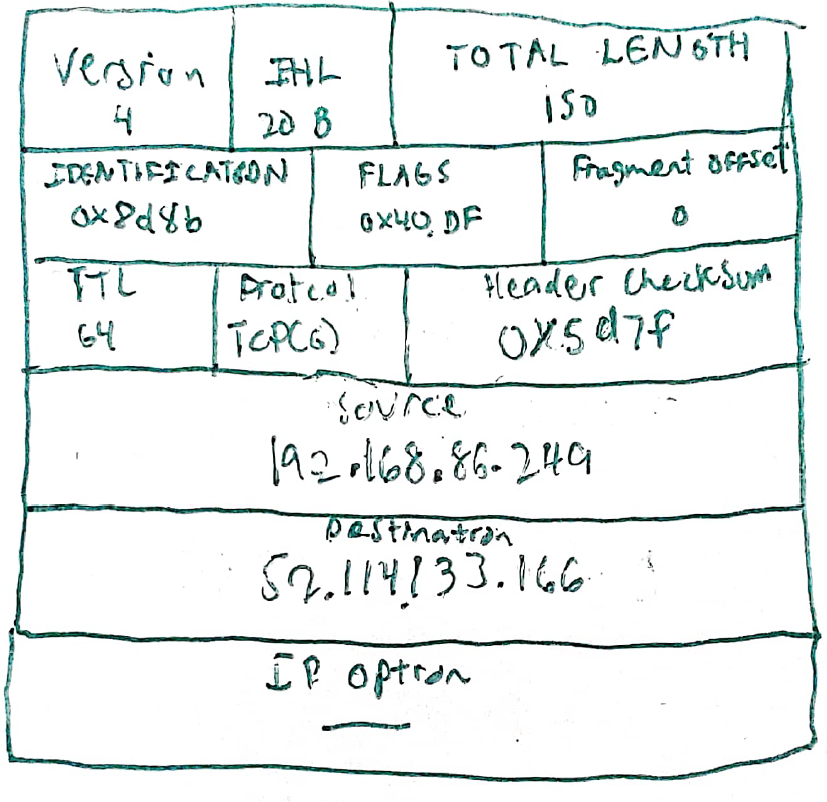 Version
4
IHL
20 B
TOTAL LENGTH
150
IDENTIFICATION
0x8d8b
FLAGS
0x40, DF
Fragment offset
0
TTL
64
Protcol
TCP(6)
Header Checksum
0X5d7f
Source
192.168.86.249
Destination
52.114.133.166
IP option
—